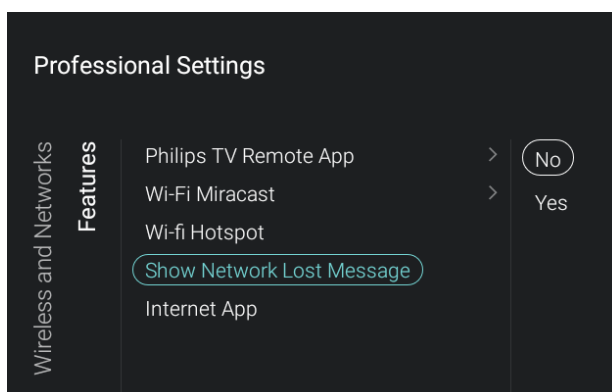 Professional Settings
Wireless and Networks
Features
Philips TV Remote App
Wi-Fi Miracast
Wi-fi Hotspot
Show Network Lost Message
Internet App
No
Yes